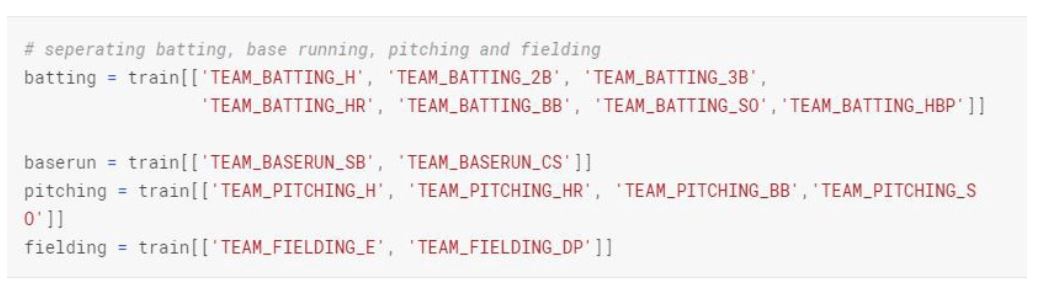 # seperating batting, base running, pitching and fielding
batting = train[['TEAM_BATTING_H', 'TEAM_BATTING_2B', 'TEAM_BATTING_3B',
'TEAM_BATTING_HR', 'TEAM_BATTING_BB', 'TEAM_BATTING_SO','TEAM_BATTING_HBP']]
baserun = train[['TEAM_BASERUN_SB', 'TEAM_BASERUN_CS']]
pitching = train[['TEAM_PITCHING_H', 'TEAM_PITCHING_HR', 'TEAM_PITCHING_BB','TEAM_PITCHING_S
O']]
fielding = train[['TEAM_FIELDING_E', 'TEAM_FIELDING_DP']]